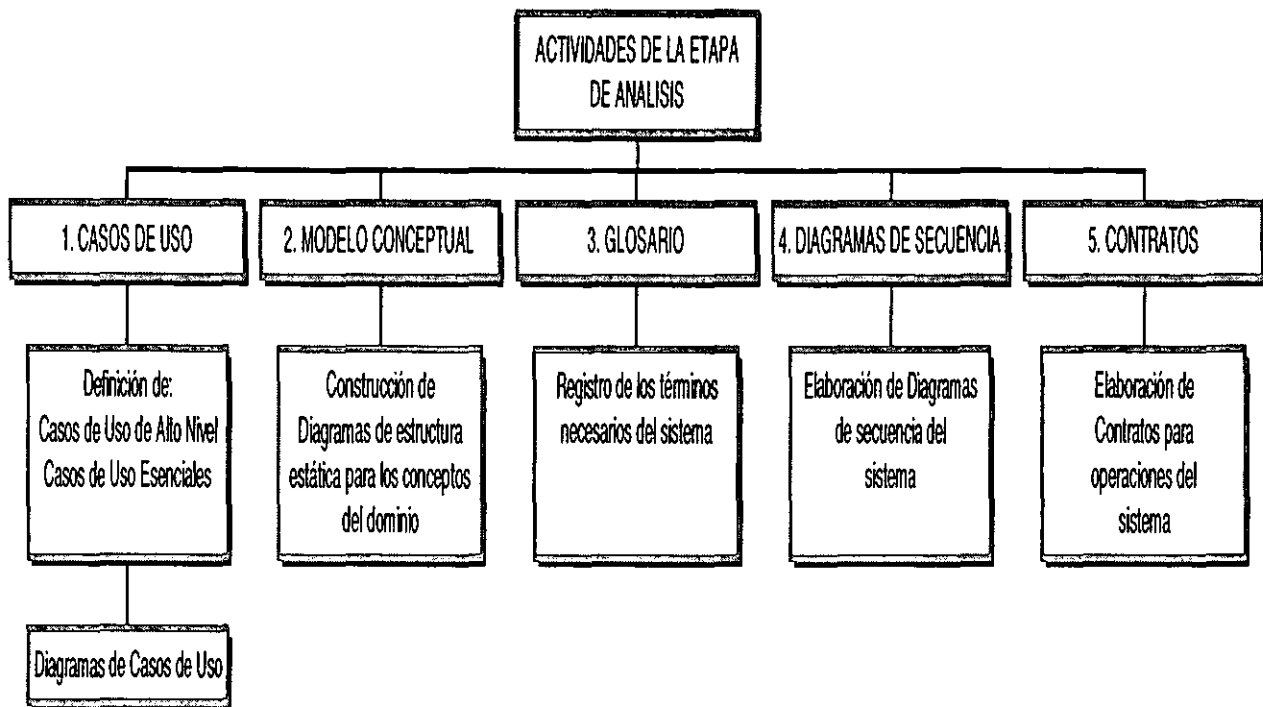 ACTIVIDADES DE LA ETAPA
DE ANALISIS
1. CASOS DE USO
2. MODELO CONCEPTUAL
3. GLOSARIO
4. DIAGRAMAS DE SECUENCIA
5. CONTRATOS
Definición de:
Casos de Uso de Alto Nivel
Casos de Uso Esenciales
Construcción de
Diagramas de estructura
estática para los conceptos
del dominio
Registro de los términos
necesarios del sistema
Elaboración de Diagramas
de secuencia del
sistema
Elaboración de
Contratos para
operaciones del
sistema
Diagramas de Casos de Uso